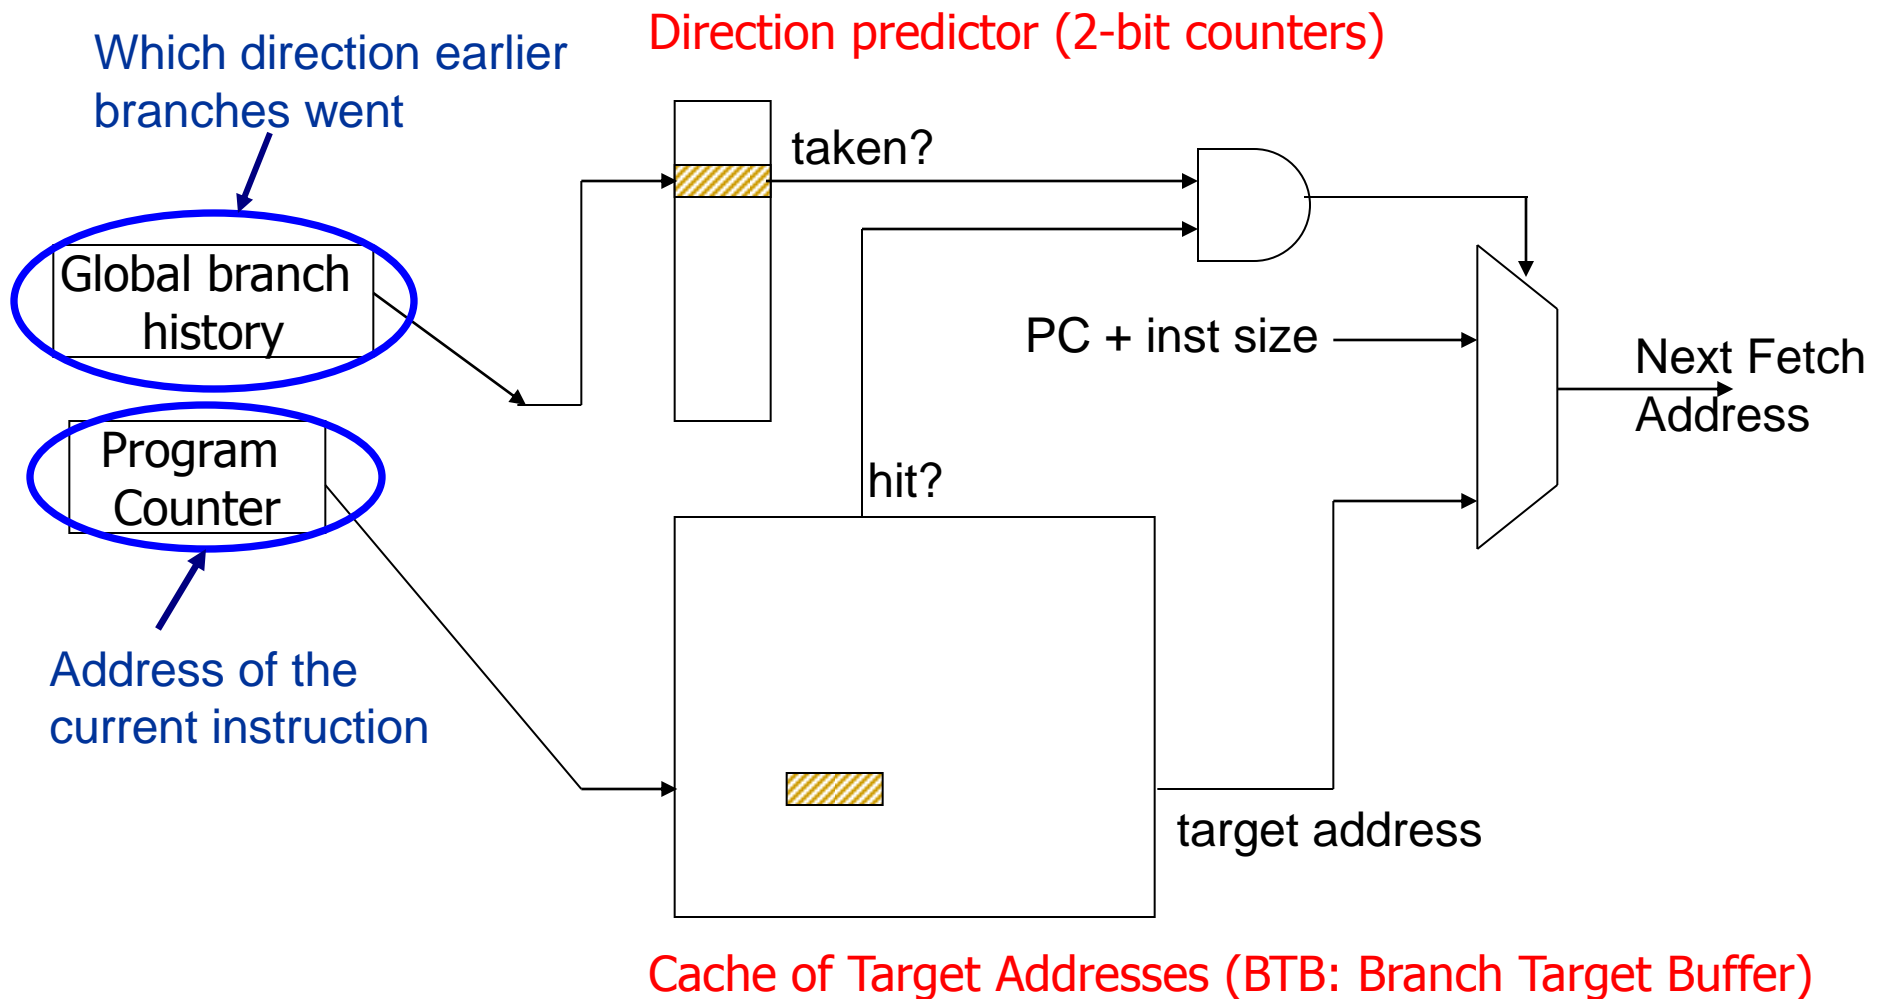 Direction predictor (2-bit counters)
Which direction earlier
branches went
taken?
Global branch
history
PC + inst size
Next Fetch
Address
Program
Counter
hit?
Address of the
current instruction
target address
Cache of Target Addresses (BTB: Branch Target Buffer)